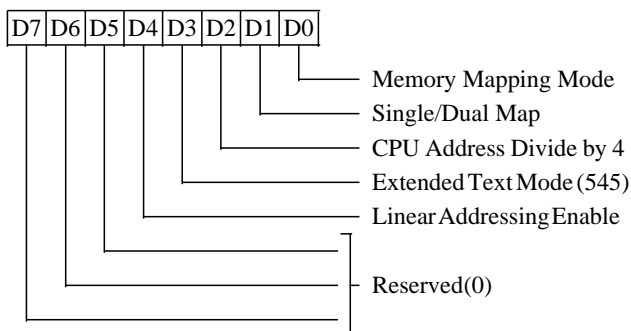 D7 D6 D5 D4 D3 D2 D1 D0
Memory Mapping Mode
Single/Dual Map
CPU Address Divide by 4
Extended Text Mode (545)
Linear Addressing Enable
Reserved (0)